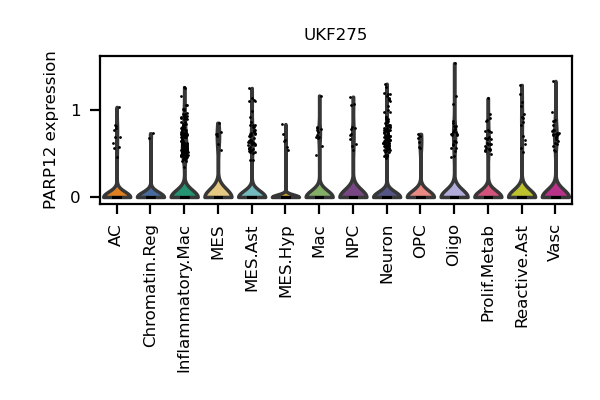 UKF275
PARP12 expression
1
0
AC
Chromatin.Reg
Inflammatory.Mac
MES
MES.Ast
MES.Hyp
Mac
NPC
Neuron
OPC
Oligo
Prolif.Metab
Reactive.Ast
Vasc